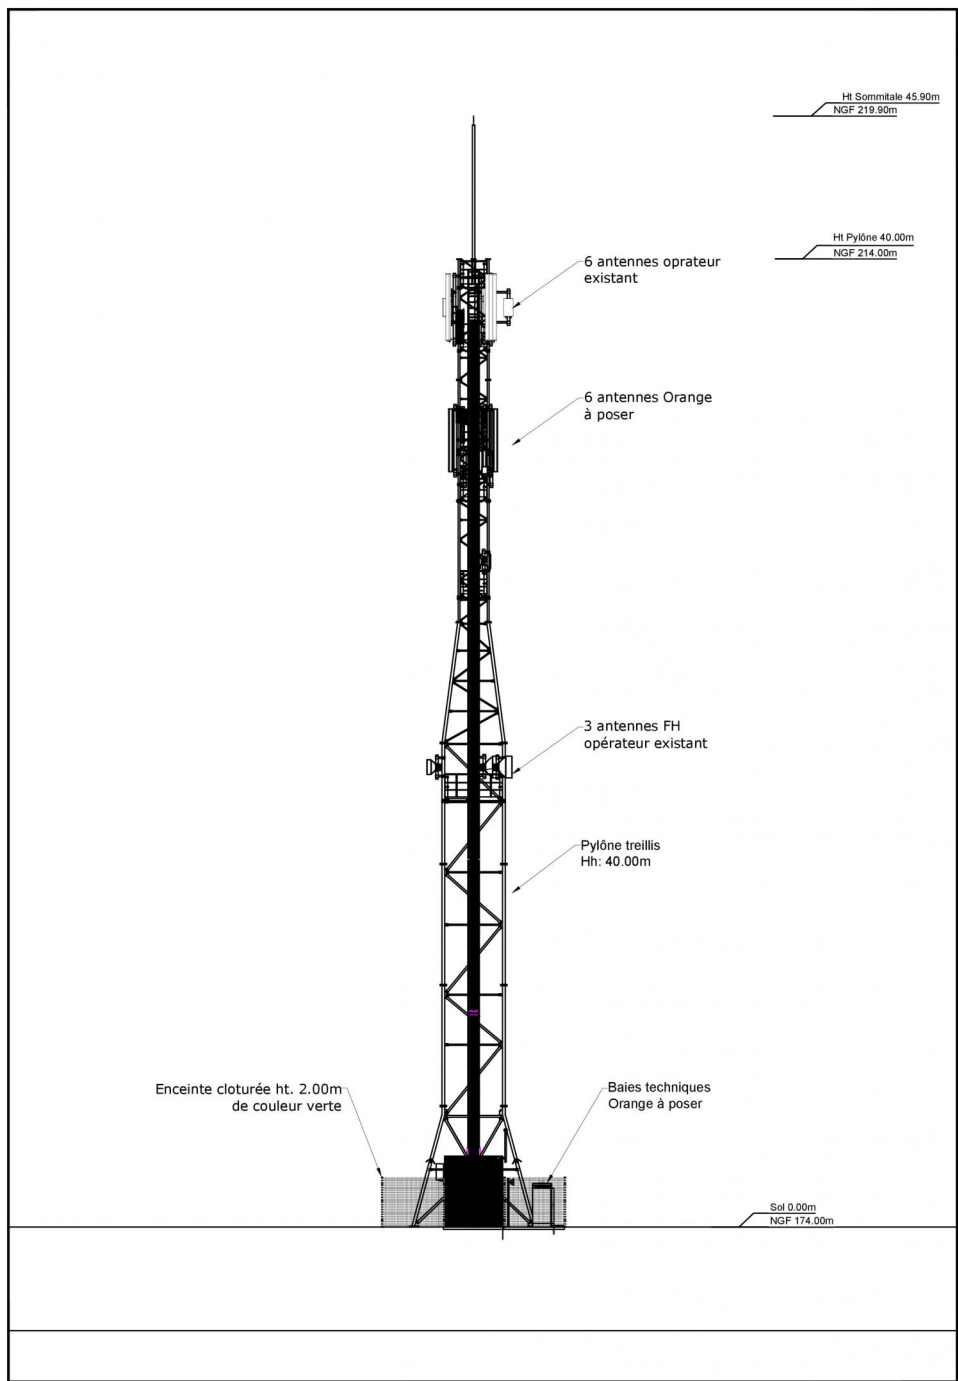 Ht Sommitale 45.90m
NGF 219.90m
Ht Pylône 40.00m
NGF 214.00m
6 antennes oprateur
existant
6 antennes Orange
à poser
3 antennes FH
opérateur existant
Pylône treillis
Hh: 40.00m
Enceinte cloturée ht. 2.00m
de couleur verte
Baies techniques
Orange à poser
Sol 0.00m
NGF 174.00m